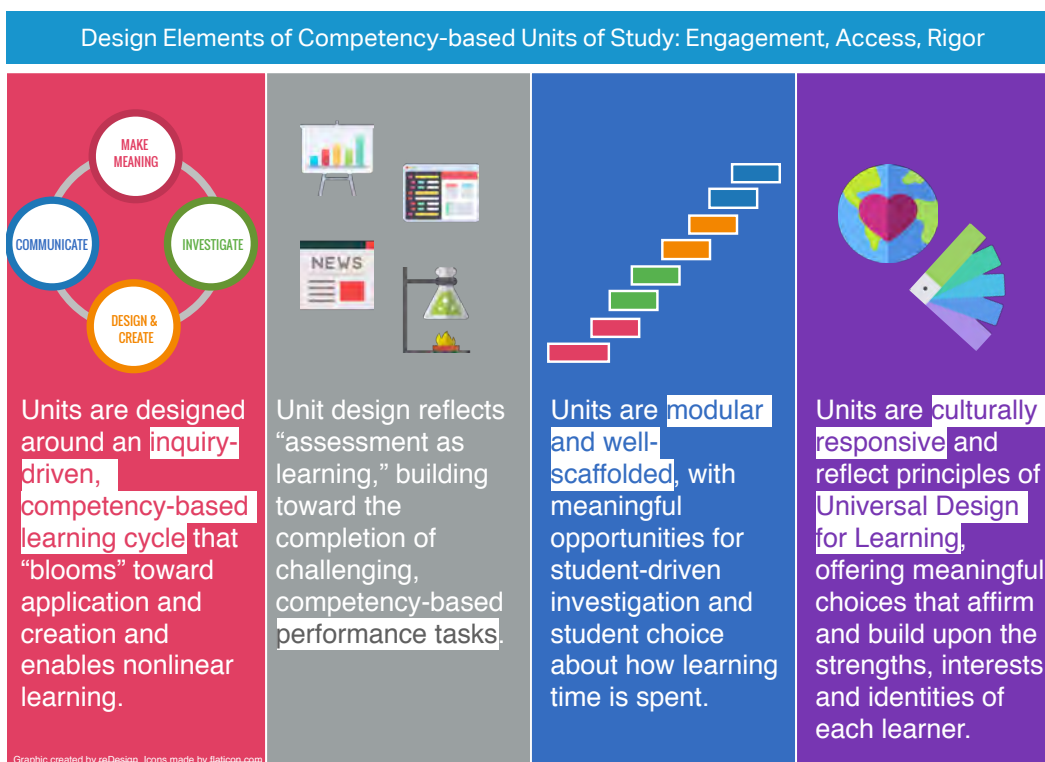 Design Elements of Competency-based Units of Study: Engagement, Access, Rigor
MAKE
MEANING
COMMUNICATE
INVESTIGATE
DESIGN &
CREATE
Units are designed
around an inquiry-
driven,
competency-based
learning cycle that
“blooms” toward
application and
creation and
enables nonlinear
learning.
Graphic created by reDesign. Icons made by flaticon.com
NEWS
Unit design reflects
“assessment as
learning,” building
toward the
completion of
challenging,
competency-based
performance tasks.
Units are modular
and well-
scaffolded, with
meaningful
opportunities for
student-driven
investigation and
student choice
about how learning
time is spent.
Units are culturally
responsive and
reflect principles of
Universal Design
for Learning,
offering meaningful
choices that affirm
and build upon the
strengths, interests
and identities of
each learner.